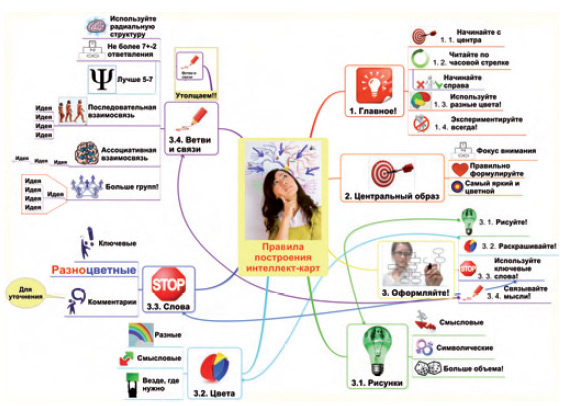 Правила
построения
интеллект-карт
1. Главное!
Начинайте с
1. 1. центра
Читайте по
1. 2. часовой стрелке
Начинайте
справа
Используйте
1. 3. разные цвета!
Экспериментируйте
1. 4. всегда!
2. Центральный образ
Фокус внимания
Правильно
формулируйте
Самый яркий и
цветной
3. Оформляйте!
3. 1. Рисуйте!
3. 2. Раскрашивайте!
Используйте
ключевые
3. 3. слова!
Связывайте
3. 4. мысли!
3.1. Рисунки
Смысловые
Символические
Больше объема!
3.2. Цвета
Разные
Смысловые
Везде, где
нужно
3.3. Слова
STOP
STOP
Ключевые
Разноцветные
Комментарии
Для
уточнения
3.4. Ветви
и связи
Ветви и
связи
Утолщаем!!
Используйте
радиальную
структуру
Не более 7+-2
ответвления
Лучше 5-7
Последовательная
взаимосвязь
Идея
Идея
Идея
Идея
Ассоциативная
взаимосвязь
Идея
Идея
Идея
Больше групп!
Идея
Идея
Идея
Идея
Идея